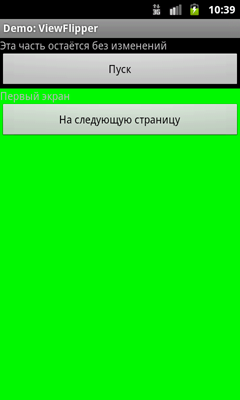 10:39
Demo: ViewFlipper
Эта часть остаётся без изменений
Пуск
Первый экран
На следующую страницу